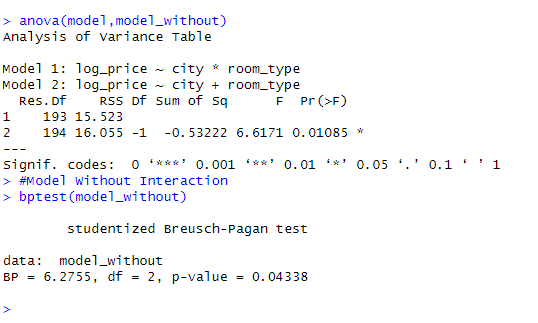 > anova(model,model_without)
Analysis of Variance Table

Model 1: log_price ~ city * room_type
Model 2: log_price ~ city + room_type
  Res.Df    RSS Df Sum of Sq      F  Pr(>F)
1    193 15.523
2    194 16.055 -1  -0.53222 6.6171 0.01085 *
---
Signif. codes:  0 ‘***’ 0.001 ‘**’ 0.01 ‘*’ 0.05 ‘.’ 0.1 ‘ ’ 1
> #Model Without Interaction
> bptest(model_without)

        studentized Breusch-Pagan test

data:  model_without
BP = 6.2755, df = 2, p-value = 0.04338

>